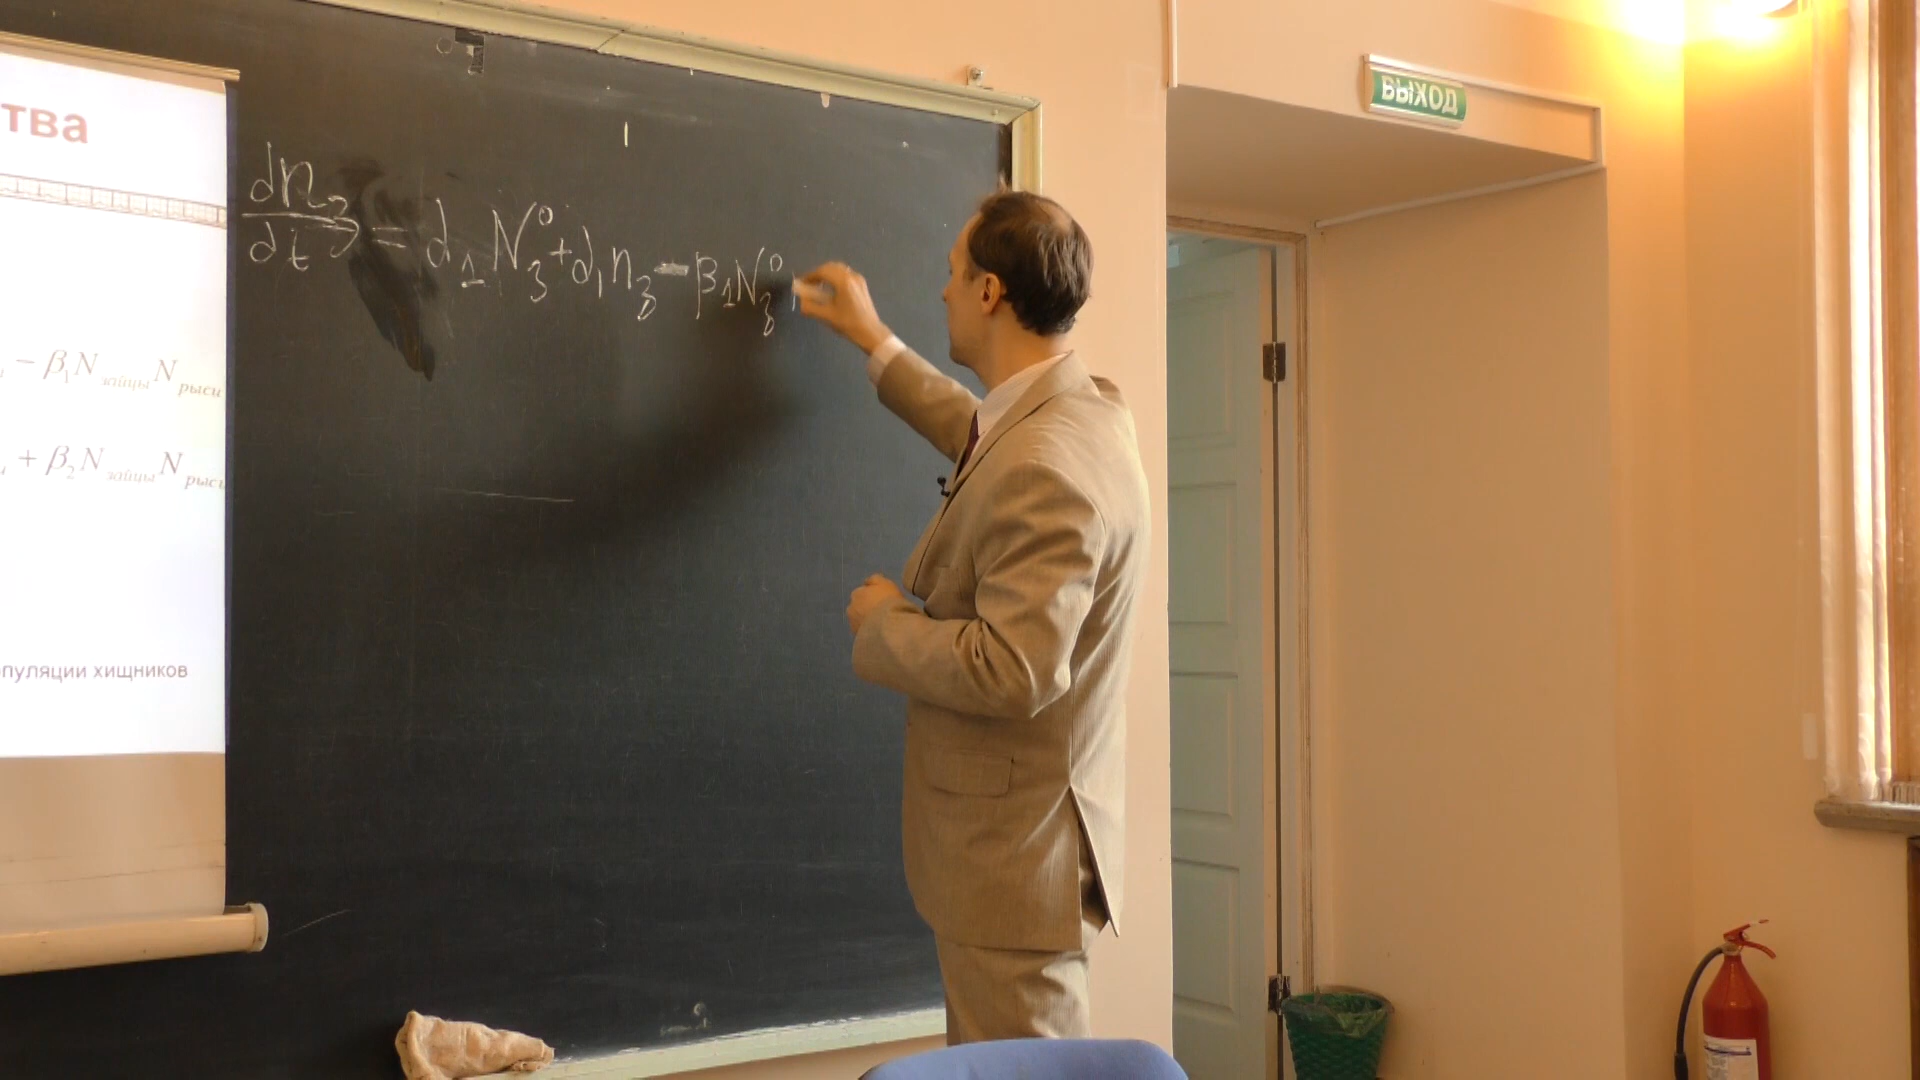 ВЫХОД
тва
dn₃/dt = α₁N₃⁰ + α₁n₃ − β₁N₃⁰
− β₁N зайцы N рыси
+ β₂N зайцы N рыси
пуляции хищников